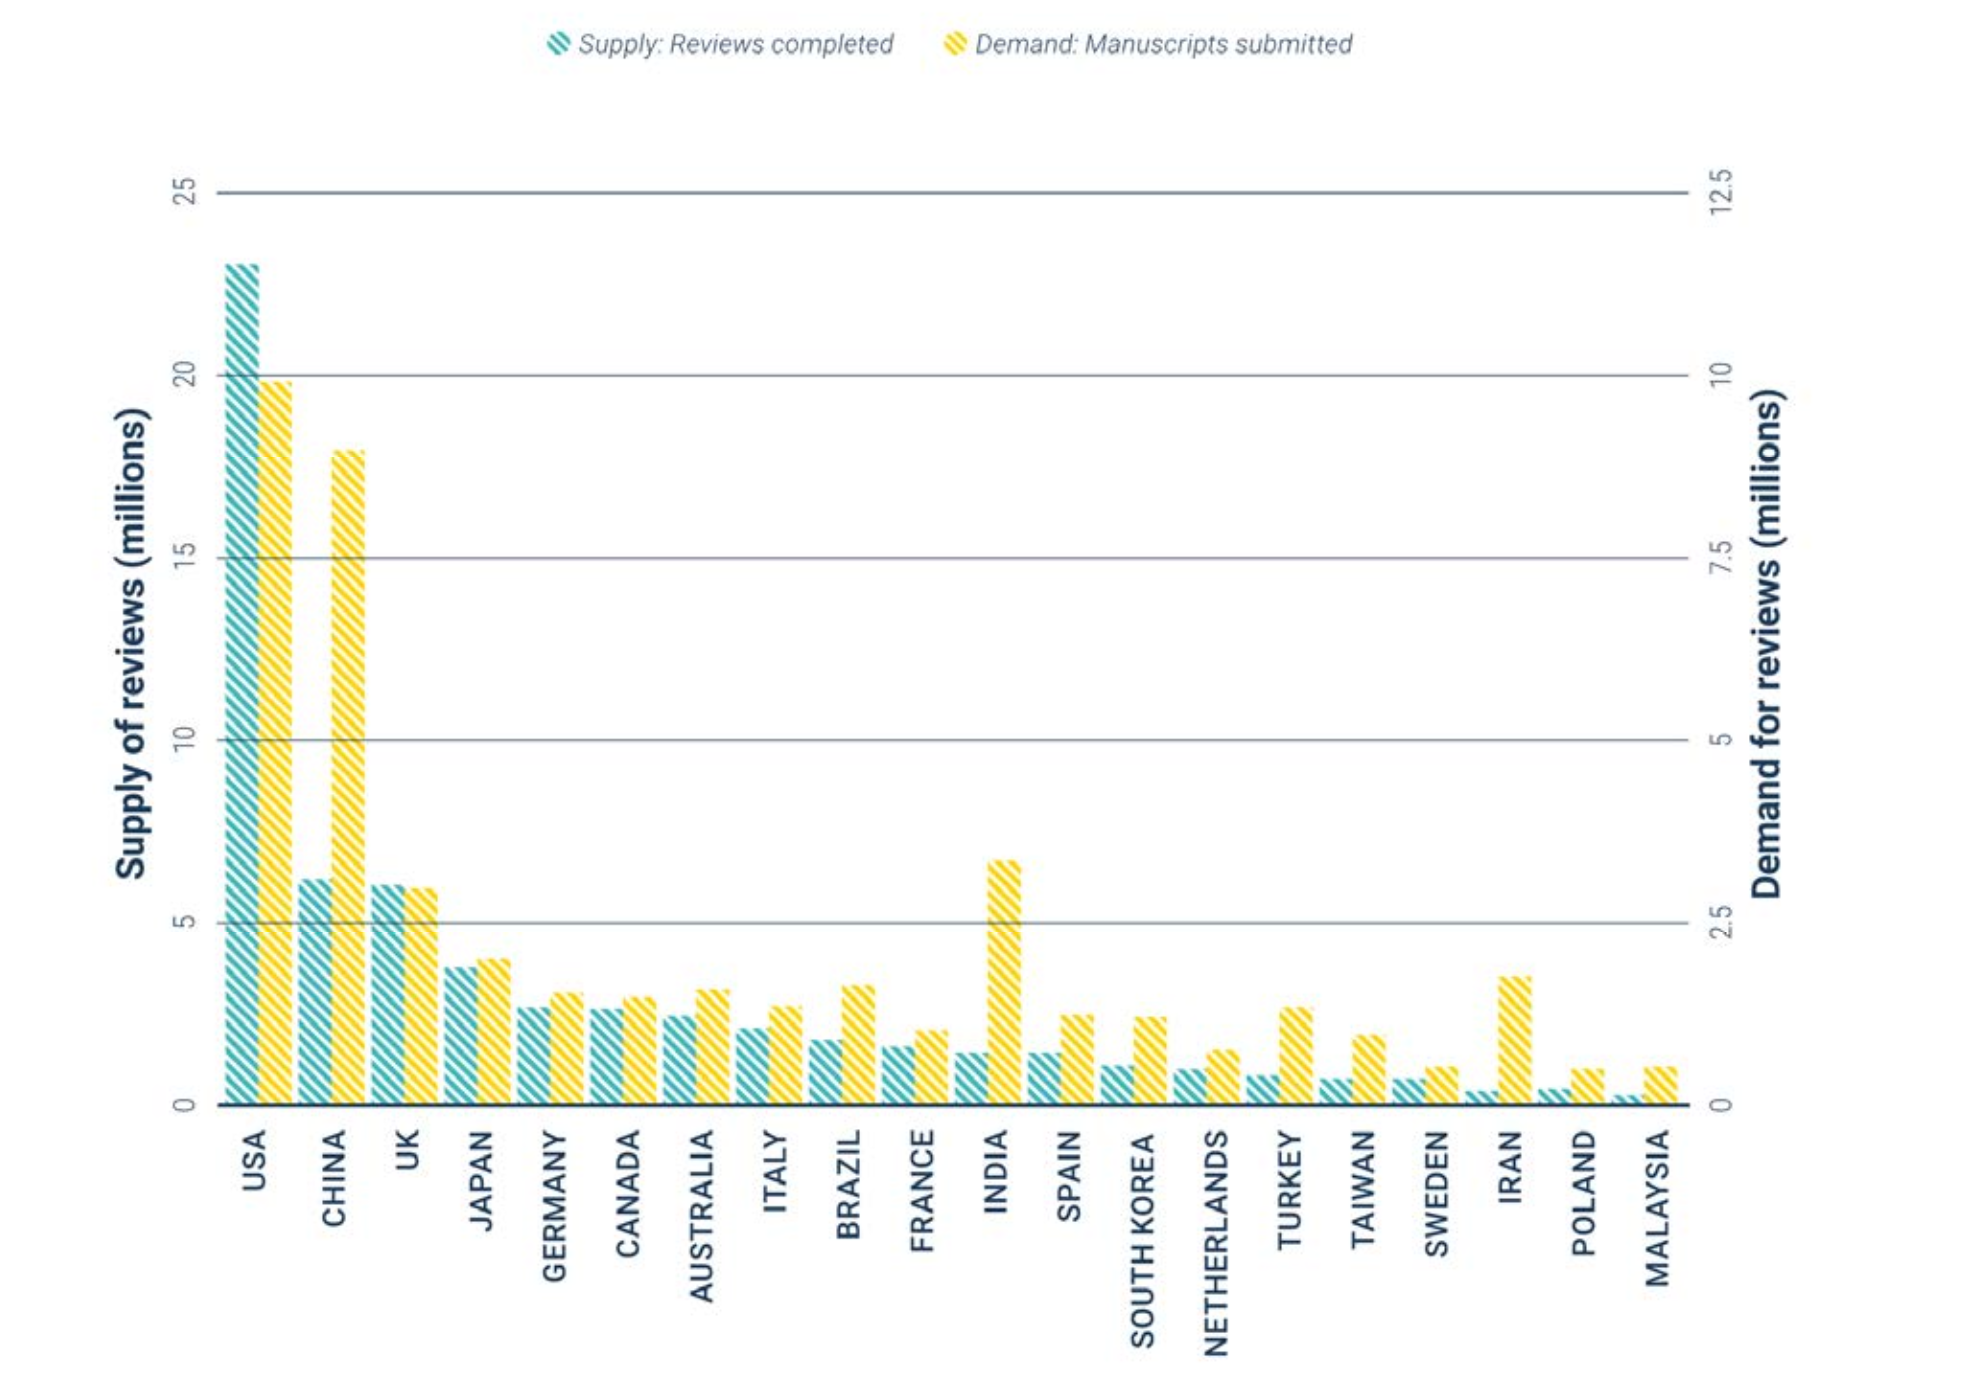 Supply: Reviews completed
Demand: Manuscripts submitted
Supply of reviews (millions)
25
20
15
10
5
0
12.5
10
7.5
5
2.5
0
Demand for reviews (millions)
USA
CHINA
UK
JAPAN
GERMANY
CANADA
AUSTRALIA
ITALY
BRAZIL
FRANCE
INDIA
SPAIN
SOUTH KOREA
NETHERLANDS
TURKEY
TAIWAN
SWEDEN
IRAN
POLAND
MALAYSIA